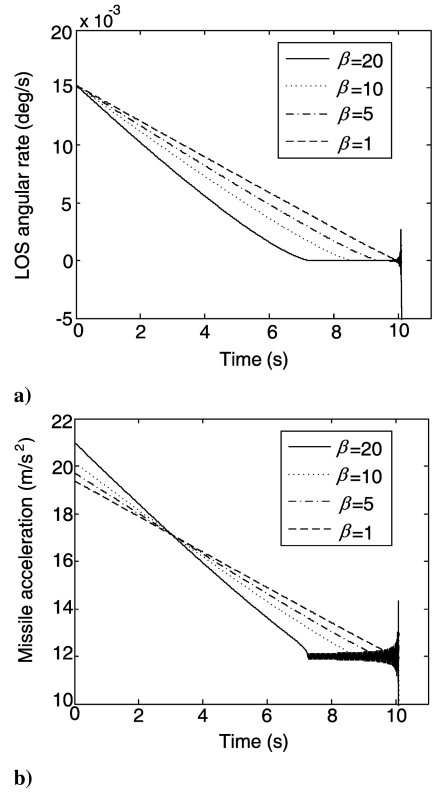 x 10⁻³
20
15
10
5
0
-5
LOS angular rate (deg/s)
β=20
β=10
β=5
β=1
0 2 4 6 8 10
Time (s)
a)
22
20
18
16
14
12
10
Missile acceleration (m/s²)
β=20
β=10
β=5
β=1
0 2 4 6 8 10
Time (s)
b)